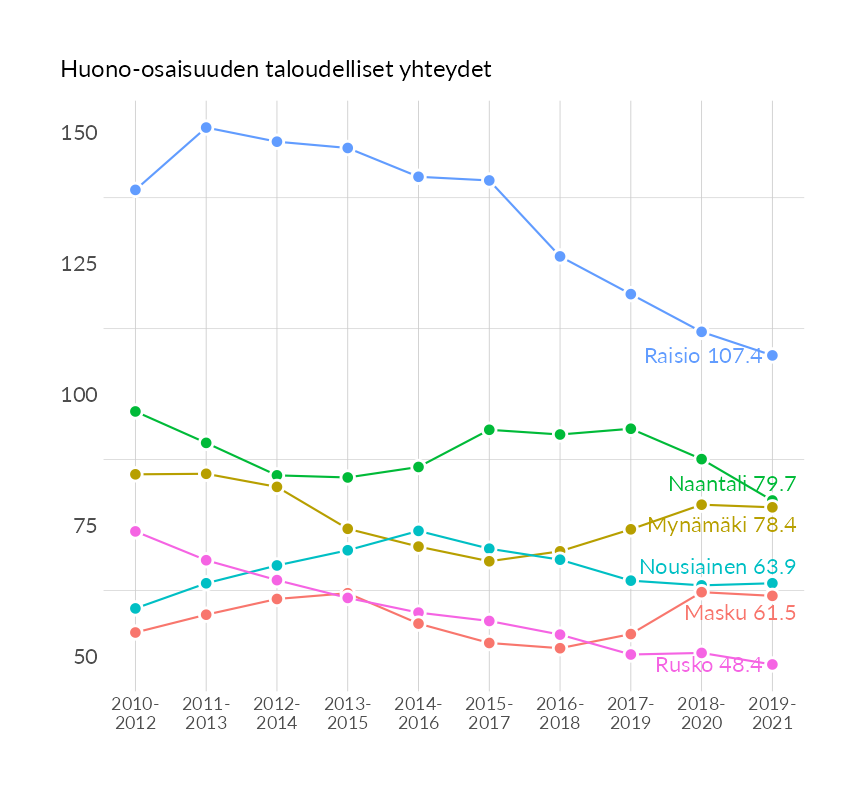 Huono-osaisuuden taloudelliset yhteydet
150
125
100
75
50
Raisio 107.4
Naantali 79.7
Mynämäki 78.4
Nousiainen 63.9
Masku 61.5
Rusko 48.4
2010- 2011- 2012- 2013- 2014- 2015- 2016- 2017- 2018- 2019-
2012 2013 2014 2015 2016 2017 2018 2019 2020 2021